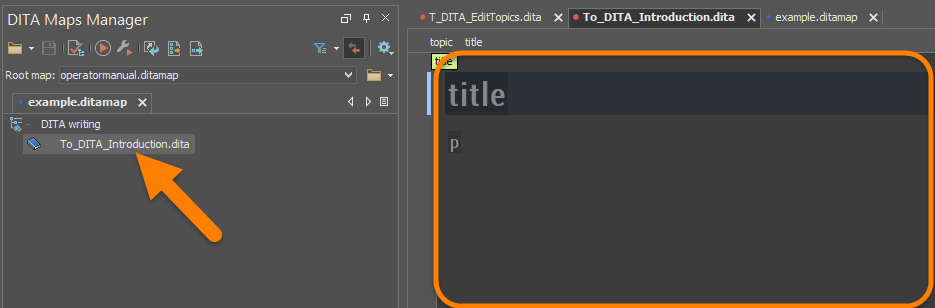 DITA Maps Manager
Root map: operatormanual.ditamap
example.ditamap
DITA writing
To_DITA_Introduction.dita
T_DITA_EditTopics.dita
To_DITA_Introduction.dita
example.ditamap
topic title
title
title
p